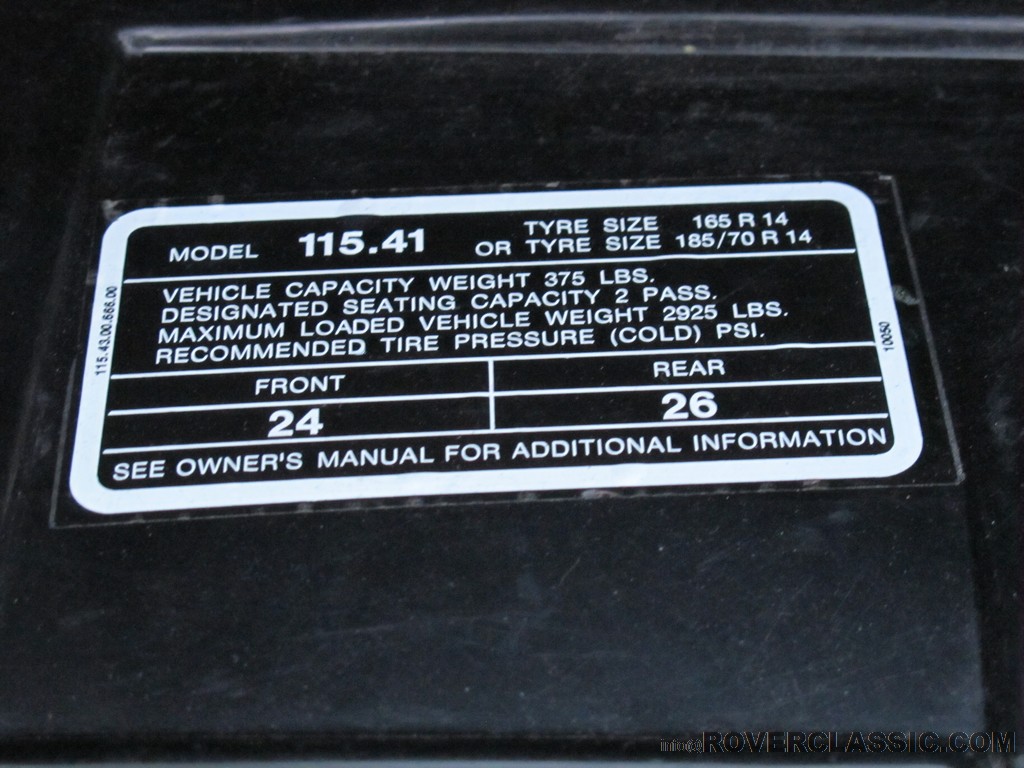 MODEL 115.41 TYRE SIZE 165 R 14
OR TYRE SIZE 185/70 R 14
VEHICLE CAPACITY WEIGHT 375 LBS.
DESIGNATED SEATING CAPACITY 2 PASS.
MAXIMUM LOADED VEHICLE WEIGHT 2925 LBS.
RECOMMENDED TIRE PRESSURE (COLD) PSI.
FRONT REAR
24 26
SEE OWNER'S MANUAL FOR ADDITIONAL INFORMATION
115.43.00.666.00
10050
info@ROVERCLASSIC.COM